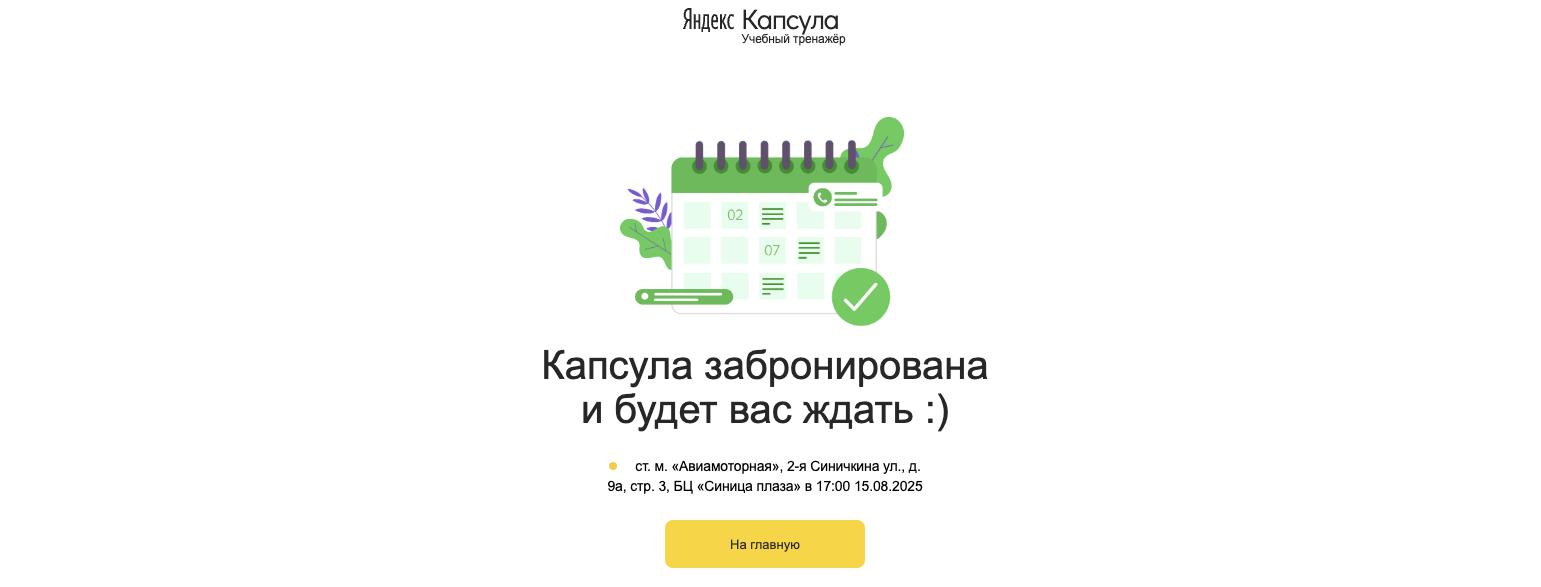 Яндекс Капсула
Учебный тренажёр
02
07
Капсула забронирована
и будет вас ждать :)
ст. м. «Авиамоторная», 2-я Синичкина ул., д.
9а, стр. 3, БЦ «Синица плаза» в 17:00 15.08.2025
На главную